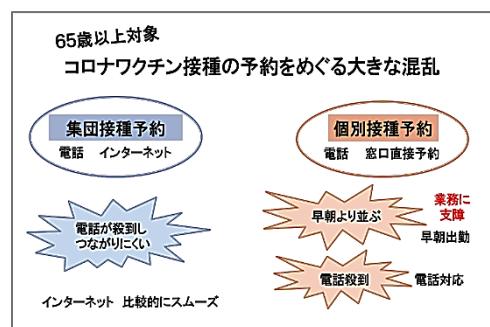 65歳以上対象
コロナワクチン接種の予約をめぐる大きな混乱
集団接種予約
電話 インターネット
電話が殺到し
つながりにくい
インターネット 比較的にスムーズ
個別接種予約
電話 窓口直接予約
早朝より並ぶ
業務に
支障
早朝出勤
電話殺到
電話対応